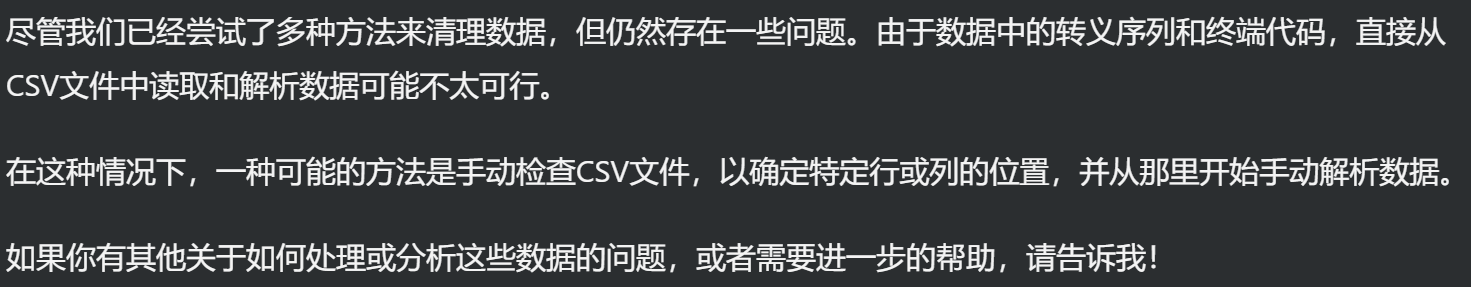 尽管我们已经尝试了多种方法来清理数据，但仍然存在一些问题。由于数据中的转义序列和终端代码，直接从
CSV文件中读取和解析数据可能不太可行。
在这种情况下，一种可能的方法是手动检查CSV文件，以确定特定行或列的位置，并从那里开始手动解析数据。
如果你有其他关于如何处理或分析这些数据的问题，或者需要进一步的帮助，请告诉我！